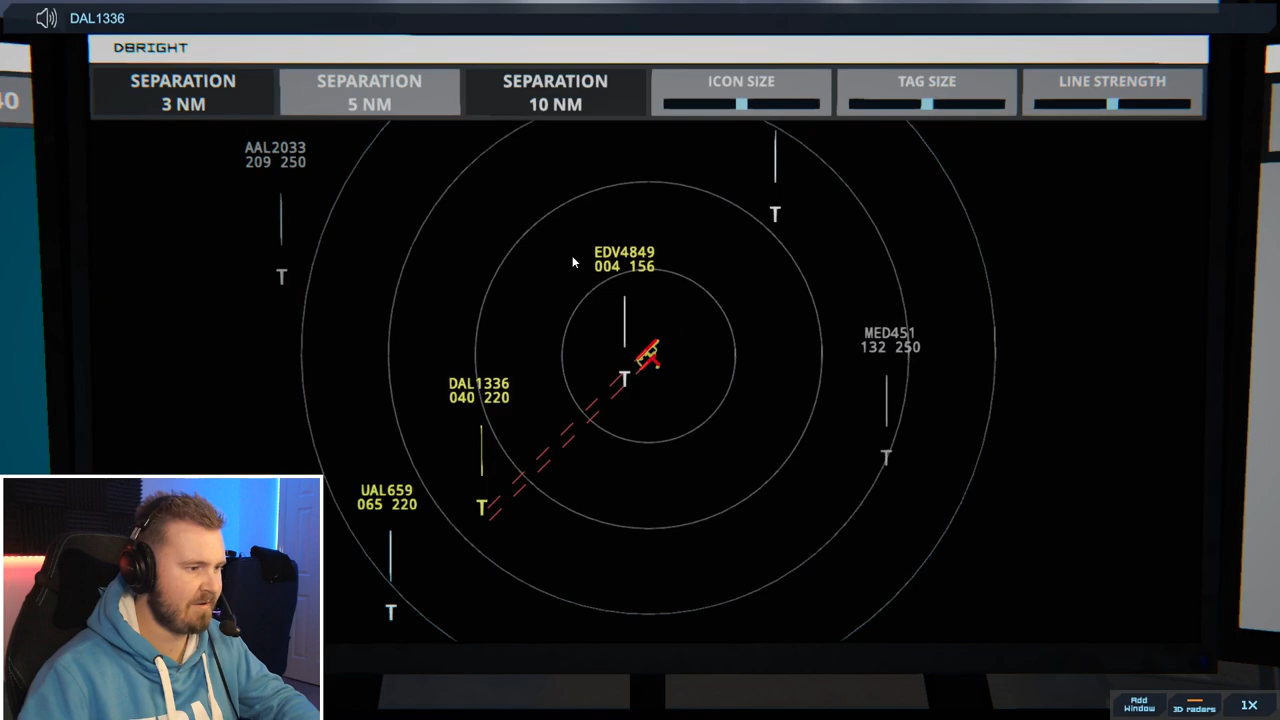 DAL1336
DBRIGHT
SEPARATION
3 NM
SEPARATION
5 NM
SEPARATION
10 NM
ICON SIZE
TAG SIZE
LINE STRENGTH
40
AAL2033
209 250
T
T
EDV4849
004 156
T
MED451
132 250
T
DAL1336
040 220
T
UAL659
065 220
T
Add
Window
3D radars
1X